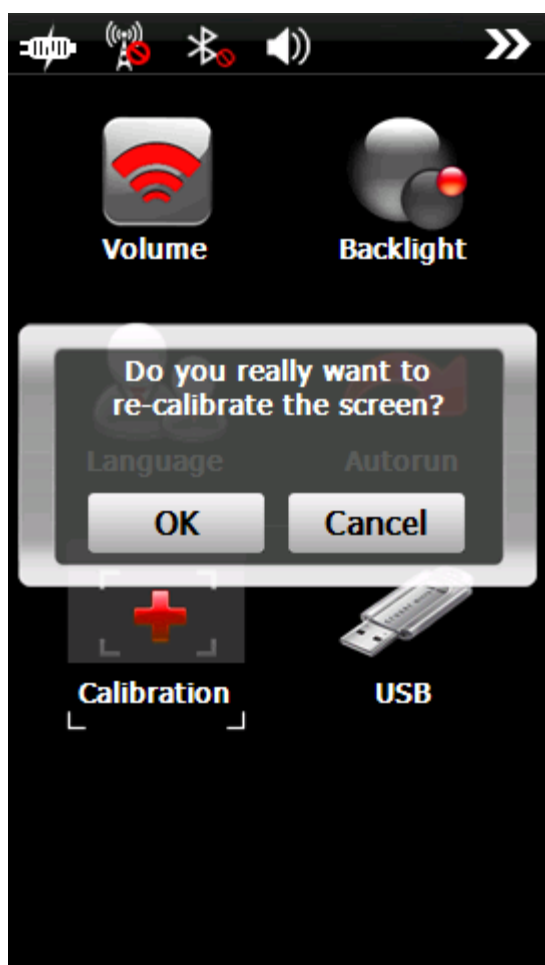 Volume
Backlight
Do you really want to
re-calibrate the screen?
Language
Autorun
OK
Cancel
Calibration
USB